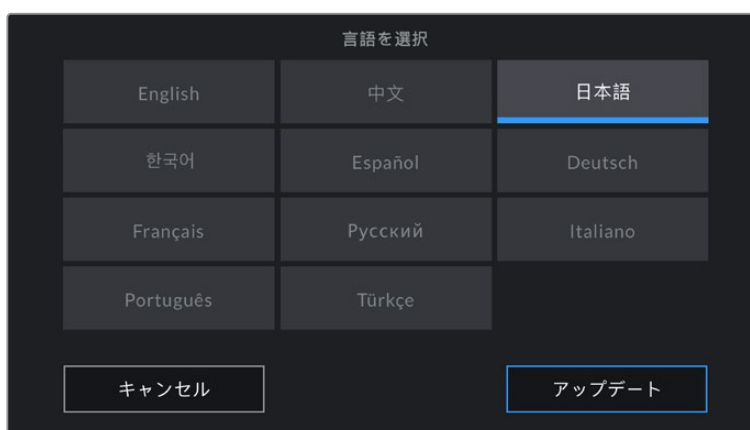 言語を選択
English 中文 日本語
한국어 Español Deutsch
Français Русский Italiano
Português Türkçe
キャンセル アップデート